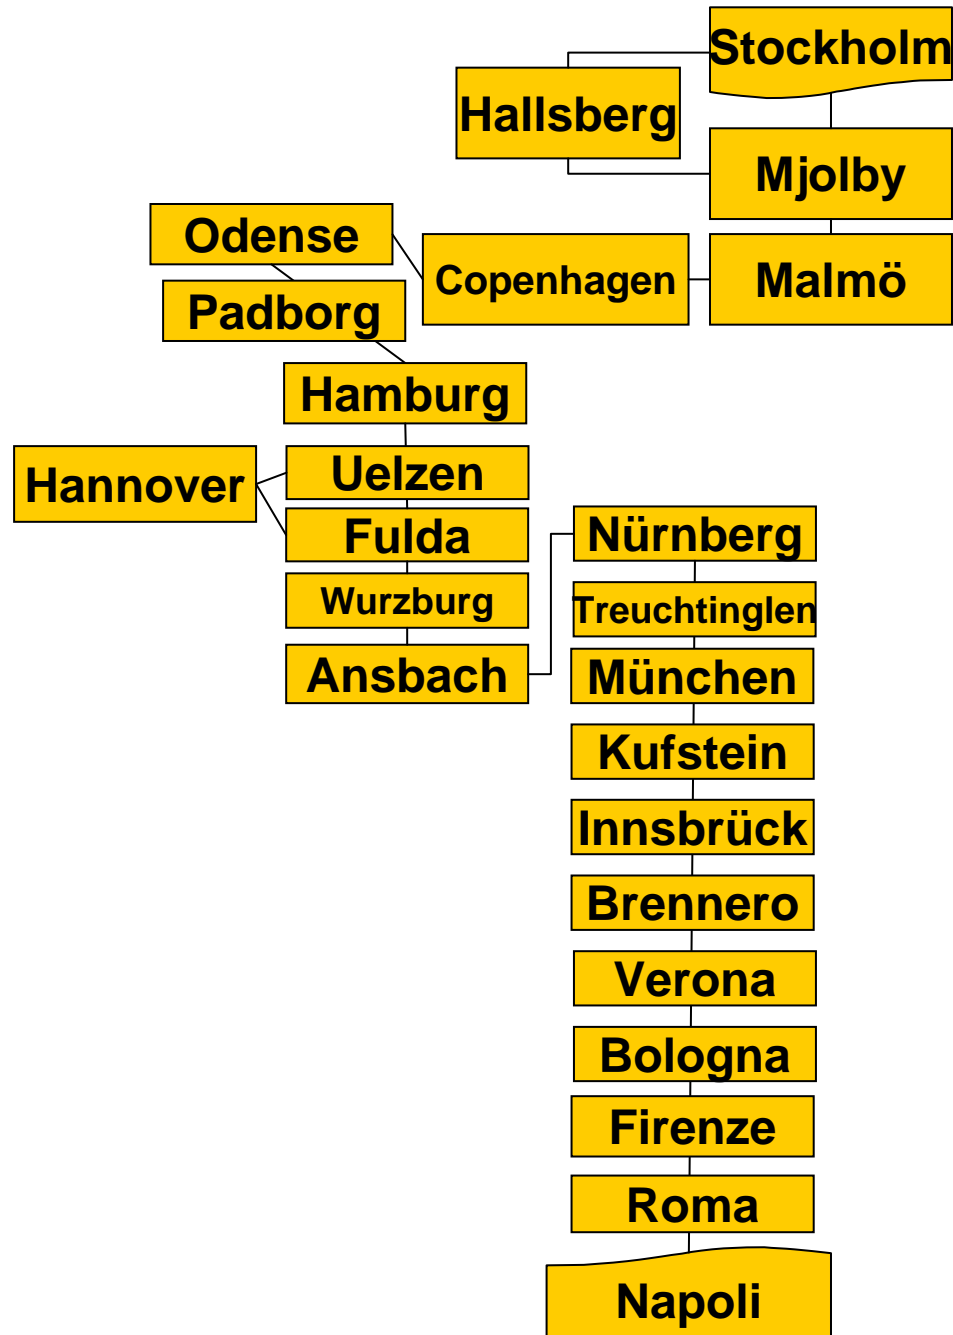 Stockholm
Hallsberg
Mjolby
Odense
Copenhagen
Malmö
Padborg
Hamburg
Hannover
Uelzen
Fulda
Wurzburg
Ansbach
Nürnberg
Treuchtinglen
München
Kufstein
Innsbrück
Brennero
Verona
Bologna
Firenze
Roma
Napoli